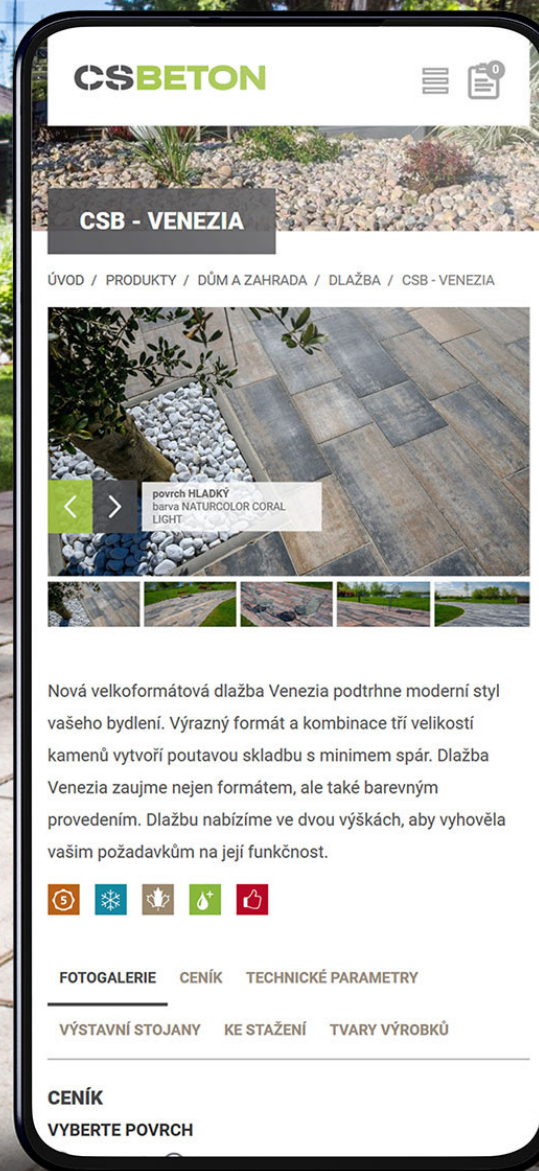 CSBETON
0
CSB - VENEZIA
ÚVOD / PRODUKTY / DŮM A ZAHRADA / DLAŽBA / CSB - VENEZIA
povrch HLADKÝ
barva NATURCOLOR CORAL
LIGHT
Nová velkoformátová dlažba Venezia podtrhne moderní styl
vašeho bydlení. Výrazný formát a kombinace tří velikostí
kamenů vytvoří poutavou skladbu s minimem spár. Dlažba
Venezia zaujme nejen formátem, ale také barevným
provedením. Dlažbu nabízíme ve dvou výškách, aby vyhověla
vašim požadavkům na její funkčnost.
5
FOTOGALERIE CENÍK TECHNICKÉ PARAMETRY
VÝSTAVNÍ STOJANY KE STAŽENÍ TVARY VÝROBKŮ
CENÍK
VYBERTE POVRCH